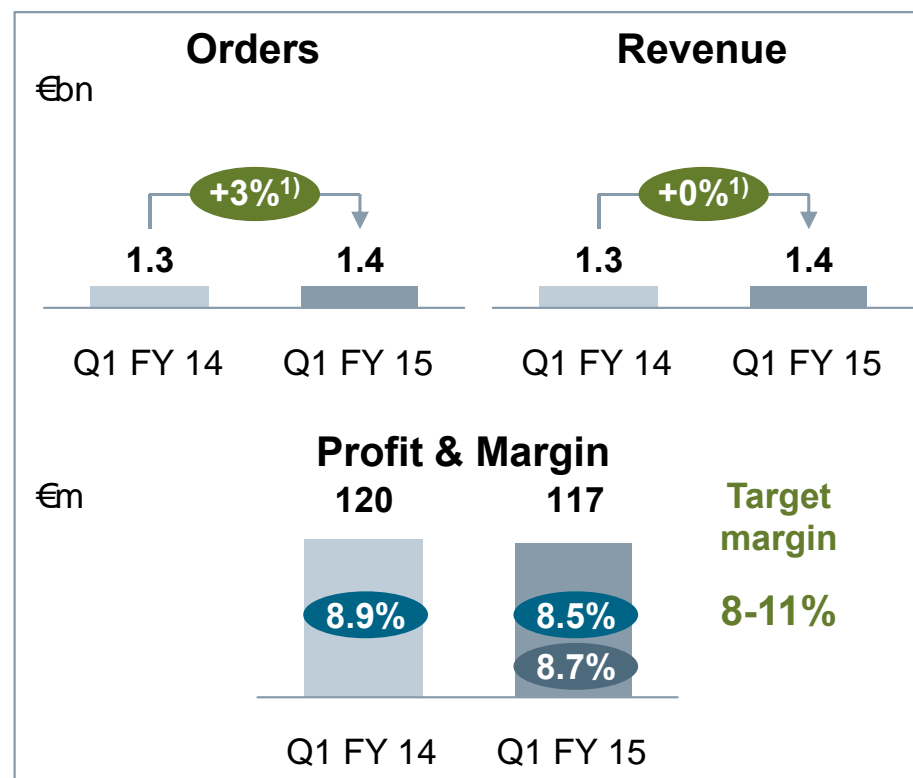 Orders Revenue
€bn
+3%1) +0%1)
1.3 1.4 1.3 1.4
Q1 FY 14 Q1 FY 15 Q1 FY 14 Q1 FY 15
Profit & Margin
€m 120 117 Target
margin
8.9% 8.5% 8-11%
8.7%
Q1 FY 14 Q1 FY 15